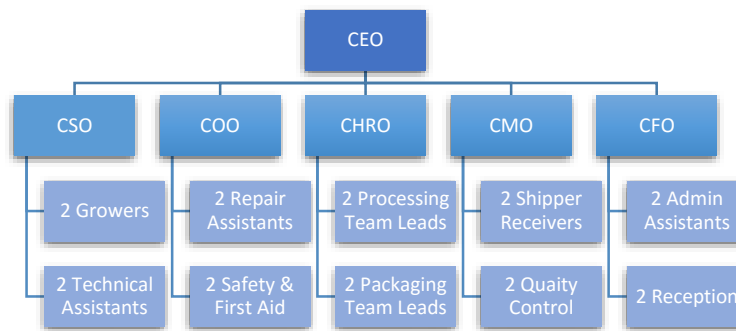 CEO
CSO
COO
CHRO
CMO
CFO
2 Growers
2 Repair
Assistants
2 Processing
Team Leads
2 Shipper
Receivers
2 Admin
Assistants
2 Technical
Assistants
2 Safety &
First Aid
2 Packaging
Team Leads
2 Quaity
Control
2 Reception